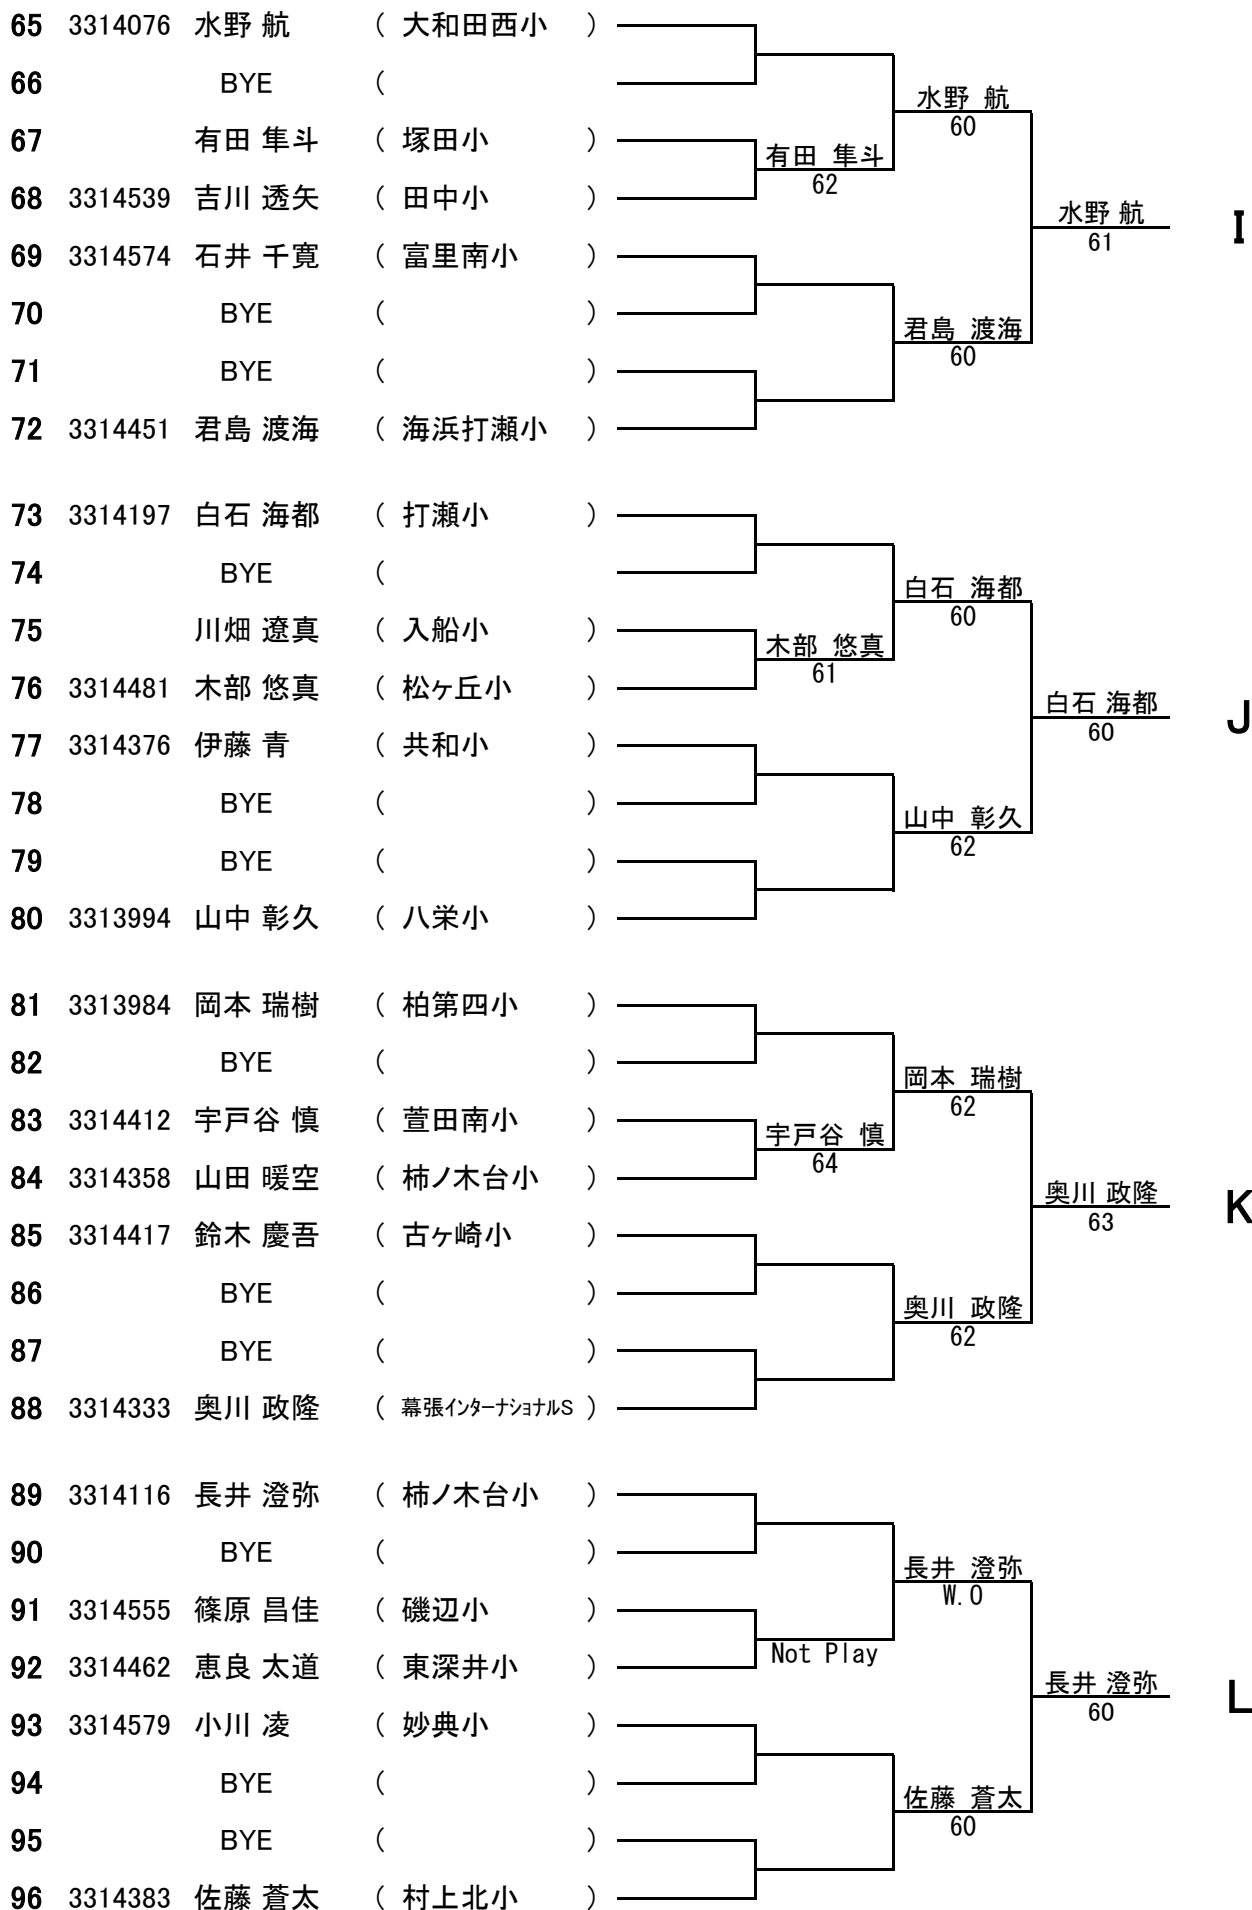 65 3314076 水野 航 ( 大和田西小 )
66 BYE (
水野 航
60
67 有田 隼斗 ( 塚田小 )
有田 隼斗
62
68 3314539 吉川 透矢 ( 田中小 )
水野 航
61
I
69 3314574 石井 千寛 ( 富里南小 )
70 BYE ( )
君島 渡海
60
71 BYE ( )
72 3314451 君島 渡海 ( 海浜打瀬小 )
73 3314197 白石 海都 ( 打瀬小 )
74 BYE (
白石 海都
60
75 川畑 遼真 ( 入船小 )
木部 悠真
61
76 3314481 木部 悠真 ( 松ヶ丘小 )
白石 海都
60
J
77 3314376 伊藤 青 ( 共和小 )
78 BYE ( )
山中 彰久
62
79 BYE ( )
80 3313994 山中 彰久 ( 八栄小 )
81 3313984 岡本 瑞樹 ( 柏第四小 )
82 BYE ( )
岡本 瑞樹
62
83 3314412 宇戸谷 慎 ( 萱田南小 )
宇戸谷 慎
64
84 3314358 山田 暖空 ( 柿ノ木台小 )
奥川 政隆
63
K
85 3314417 鈴木 慶吾 ( 古ヶ崎小 )
86 BYE ( )
奥川 政隆
62
87 BYE ( )
88 3314333 奥川 政隆 ( 幕張インターナショナルS )
89 3314116 長井 澄弥 ( 柿ノ木台小 )
90 BYE ( )
長井 澄弥
W.O
91 3314555 篠原 昌佳 ( 磯辺小 )
Not Play
92 3314462 恵良 太道 ( 東深井小 )
長井 澄弥
60
L
93 3314579 小川 凌 ( 妙典小 )
94 BYE ( )
佐藤 蒼太
60
95 BYE ( )
96 3314383 佐藤 蒼太 ( 村上北小 )